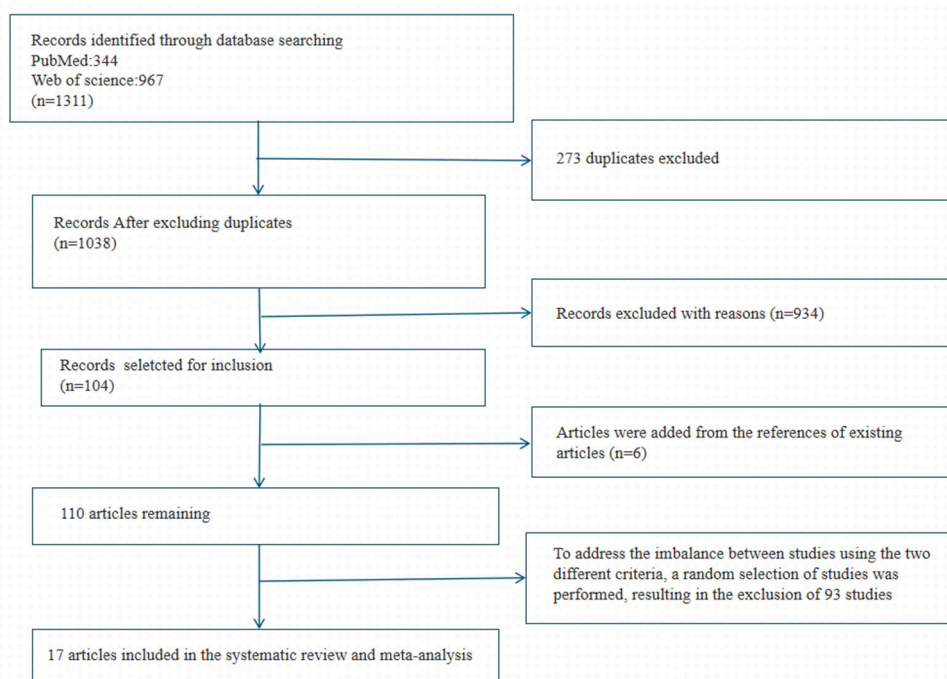 Records identified through database searching
PubMed:344
Web of science:967
(n=1311)
273 duplicates excluded
Records After excluding duplicates
(n=1038)
Records excluded with reasons (n=934)
Records seletcted for inclusion
(n=104)
Articles were added from the references of existing
articles (n=6)
110 articles remaining
To address the imbalance between studies using the two
different criteria, a random selection of studies was
performed, resulting in the exclusion of 93 studies
17 articles included in the systematic review and meta-analysis